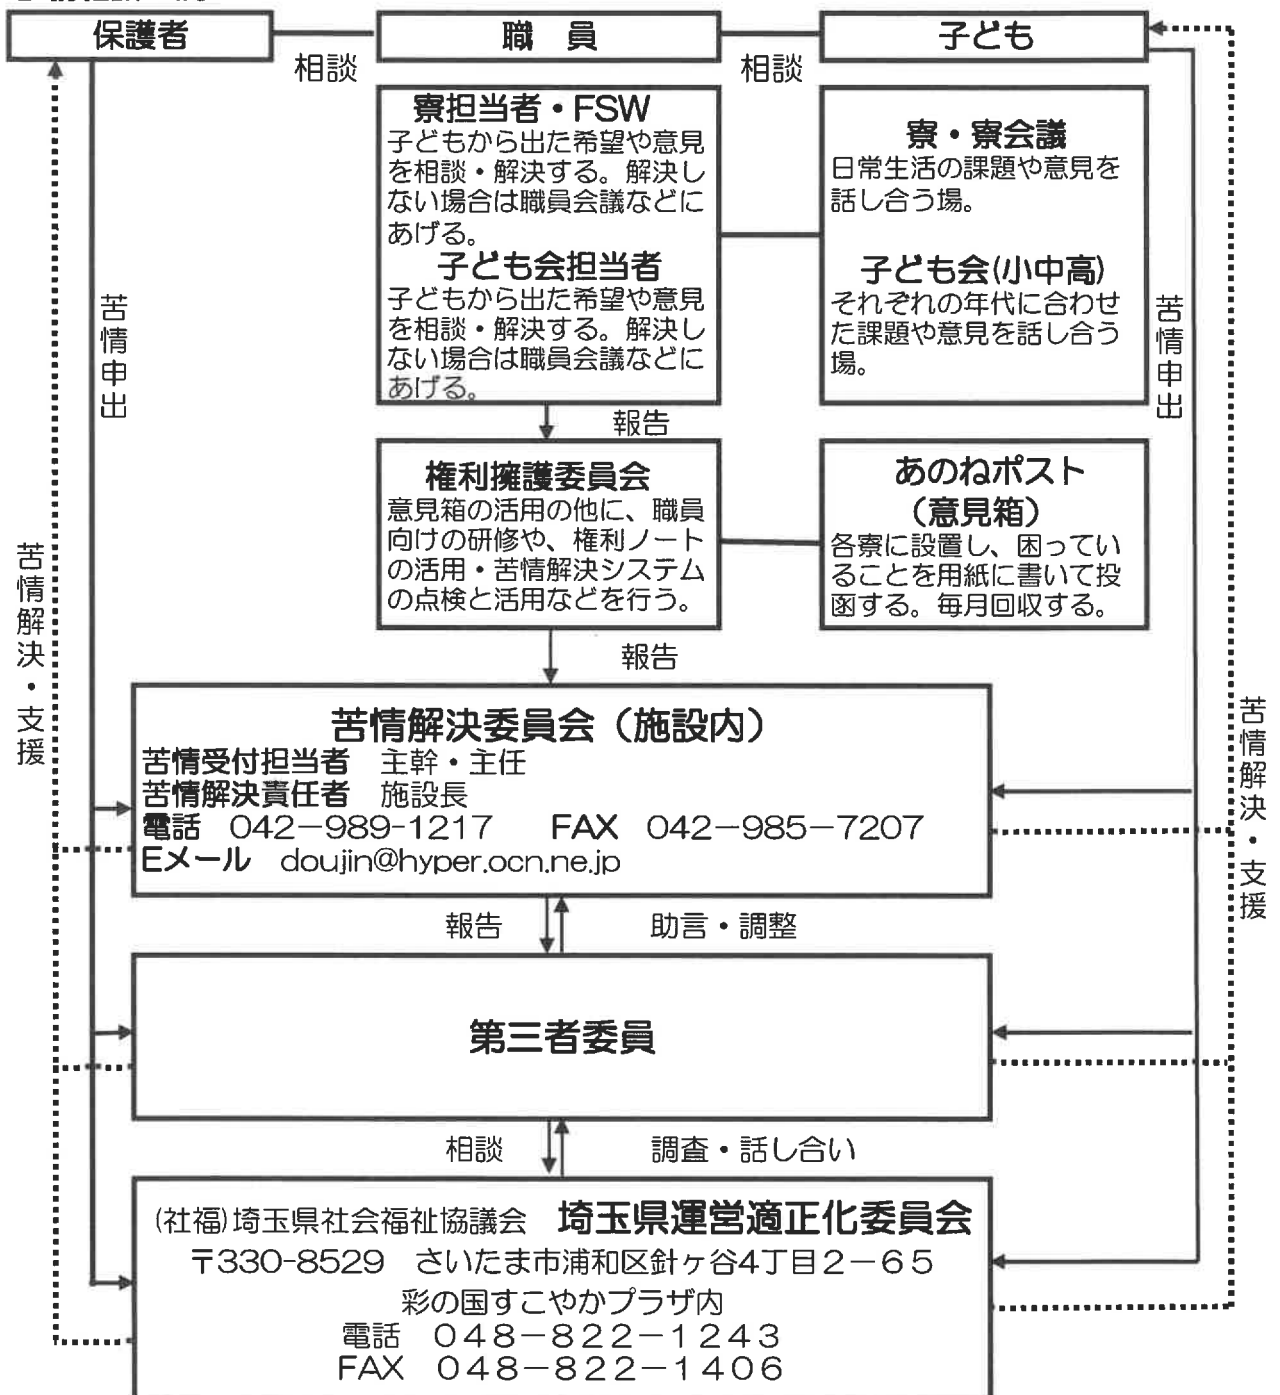 保護者
職　員
子ども
相談
相談
寮担当者・FSW
子どもから出た希望や意見
を相談・解決する。解決し
ない場合は職員会議などに
あげる。
子ども会担当者
子どもから出た希望や意見
を相談・解決する。解決し
ない場合は職員会議などに
あげる。
寮・寮会議
日常生活の課題や意見を
話し合う場。
子ども会(小中高)
それぞれの年代に合わせ
た課題や意見を話し合う
場。
苦情申出
苦情申出
報告
権利擁護委員会
意見箱の活用の他に、職員
向けの研修や、権利ノート
の活用・苦情解決システム
の点検と活用などを行う。
あのねポスト
（意見箱）
各寮に設置し、困ってい
ることを用紙に書いて投
函する。毎月回収する。
苦情解決・支援
苦情解決・支援
報告
苦情解決委員会（施設内）
苦情受付担当者　主幹・主任
苦情解決責任者　施設長
電話　042－989-1217　FAX　042－985－7207
Eメール　doujin@hyper.ocn.ne.jp
報告
助言・調整
第三者委員
相談
調査・話し合い
(社福)埼玉県社会福祉協議会　埼玉県運営適正化委員会
〒330-8529　さいたま市浦和区針ヶ谷4丁目２－６５
彩の国すこやかプラザ内
電話　０４８－８２２－１２４３
FAX　０４８－８２２－１４０６